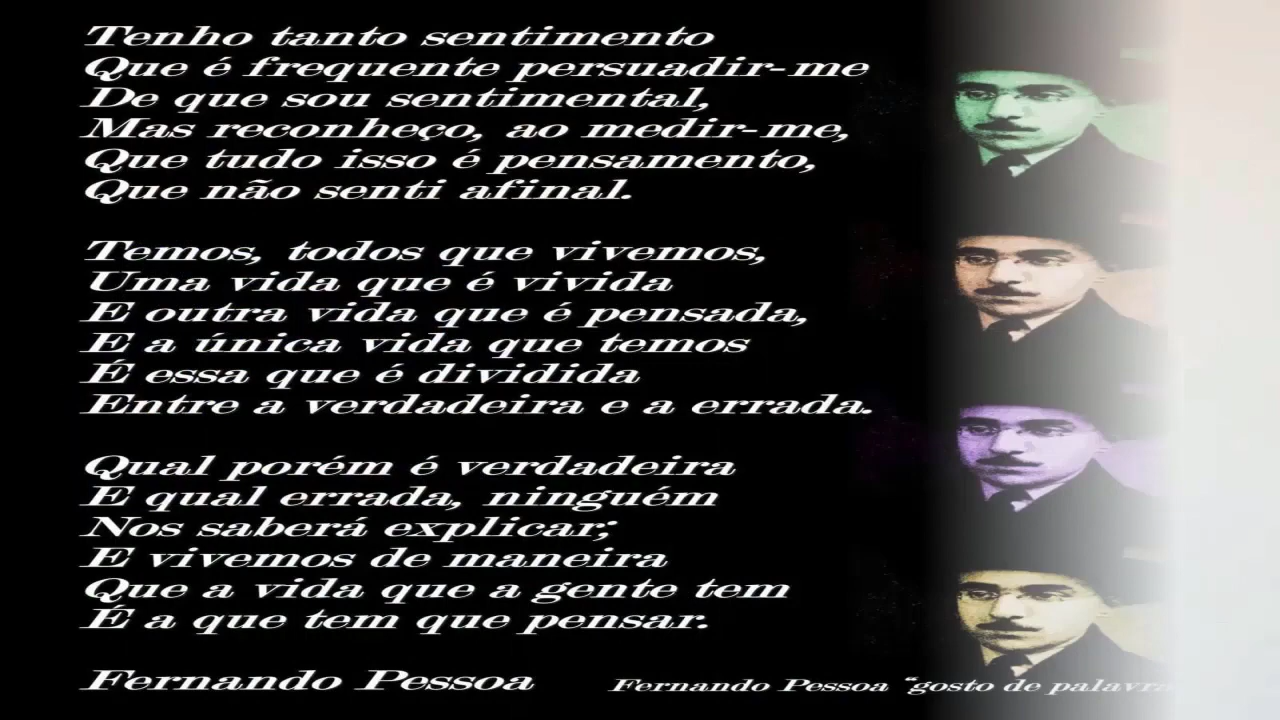 Tenho tanto sentimento
Que é frequente persuadir-me
De que sou sentimental,
Mas reconheço, ao medir-me,
Que tudo isso é pensamento,
Que não senti afinal.
Temos, todos que vivemos,
Uma vida que é vivida
E outra vida que é pensada,
E a única vida que temos
É essa que é dividida
Entre a verdadeira e a errada.
Qual porém é verdadeira
E qual errada, ninguém
Nos saberá explicar;
E vivemos de maneira
Que a vida que a gente tem
É a que tem que pensar.
Fernando Pessoa
Fernando Pessoa “gosto de